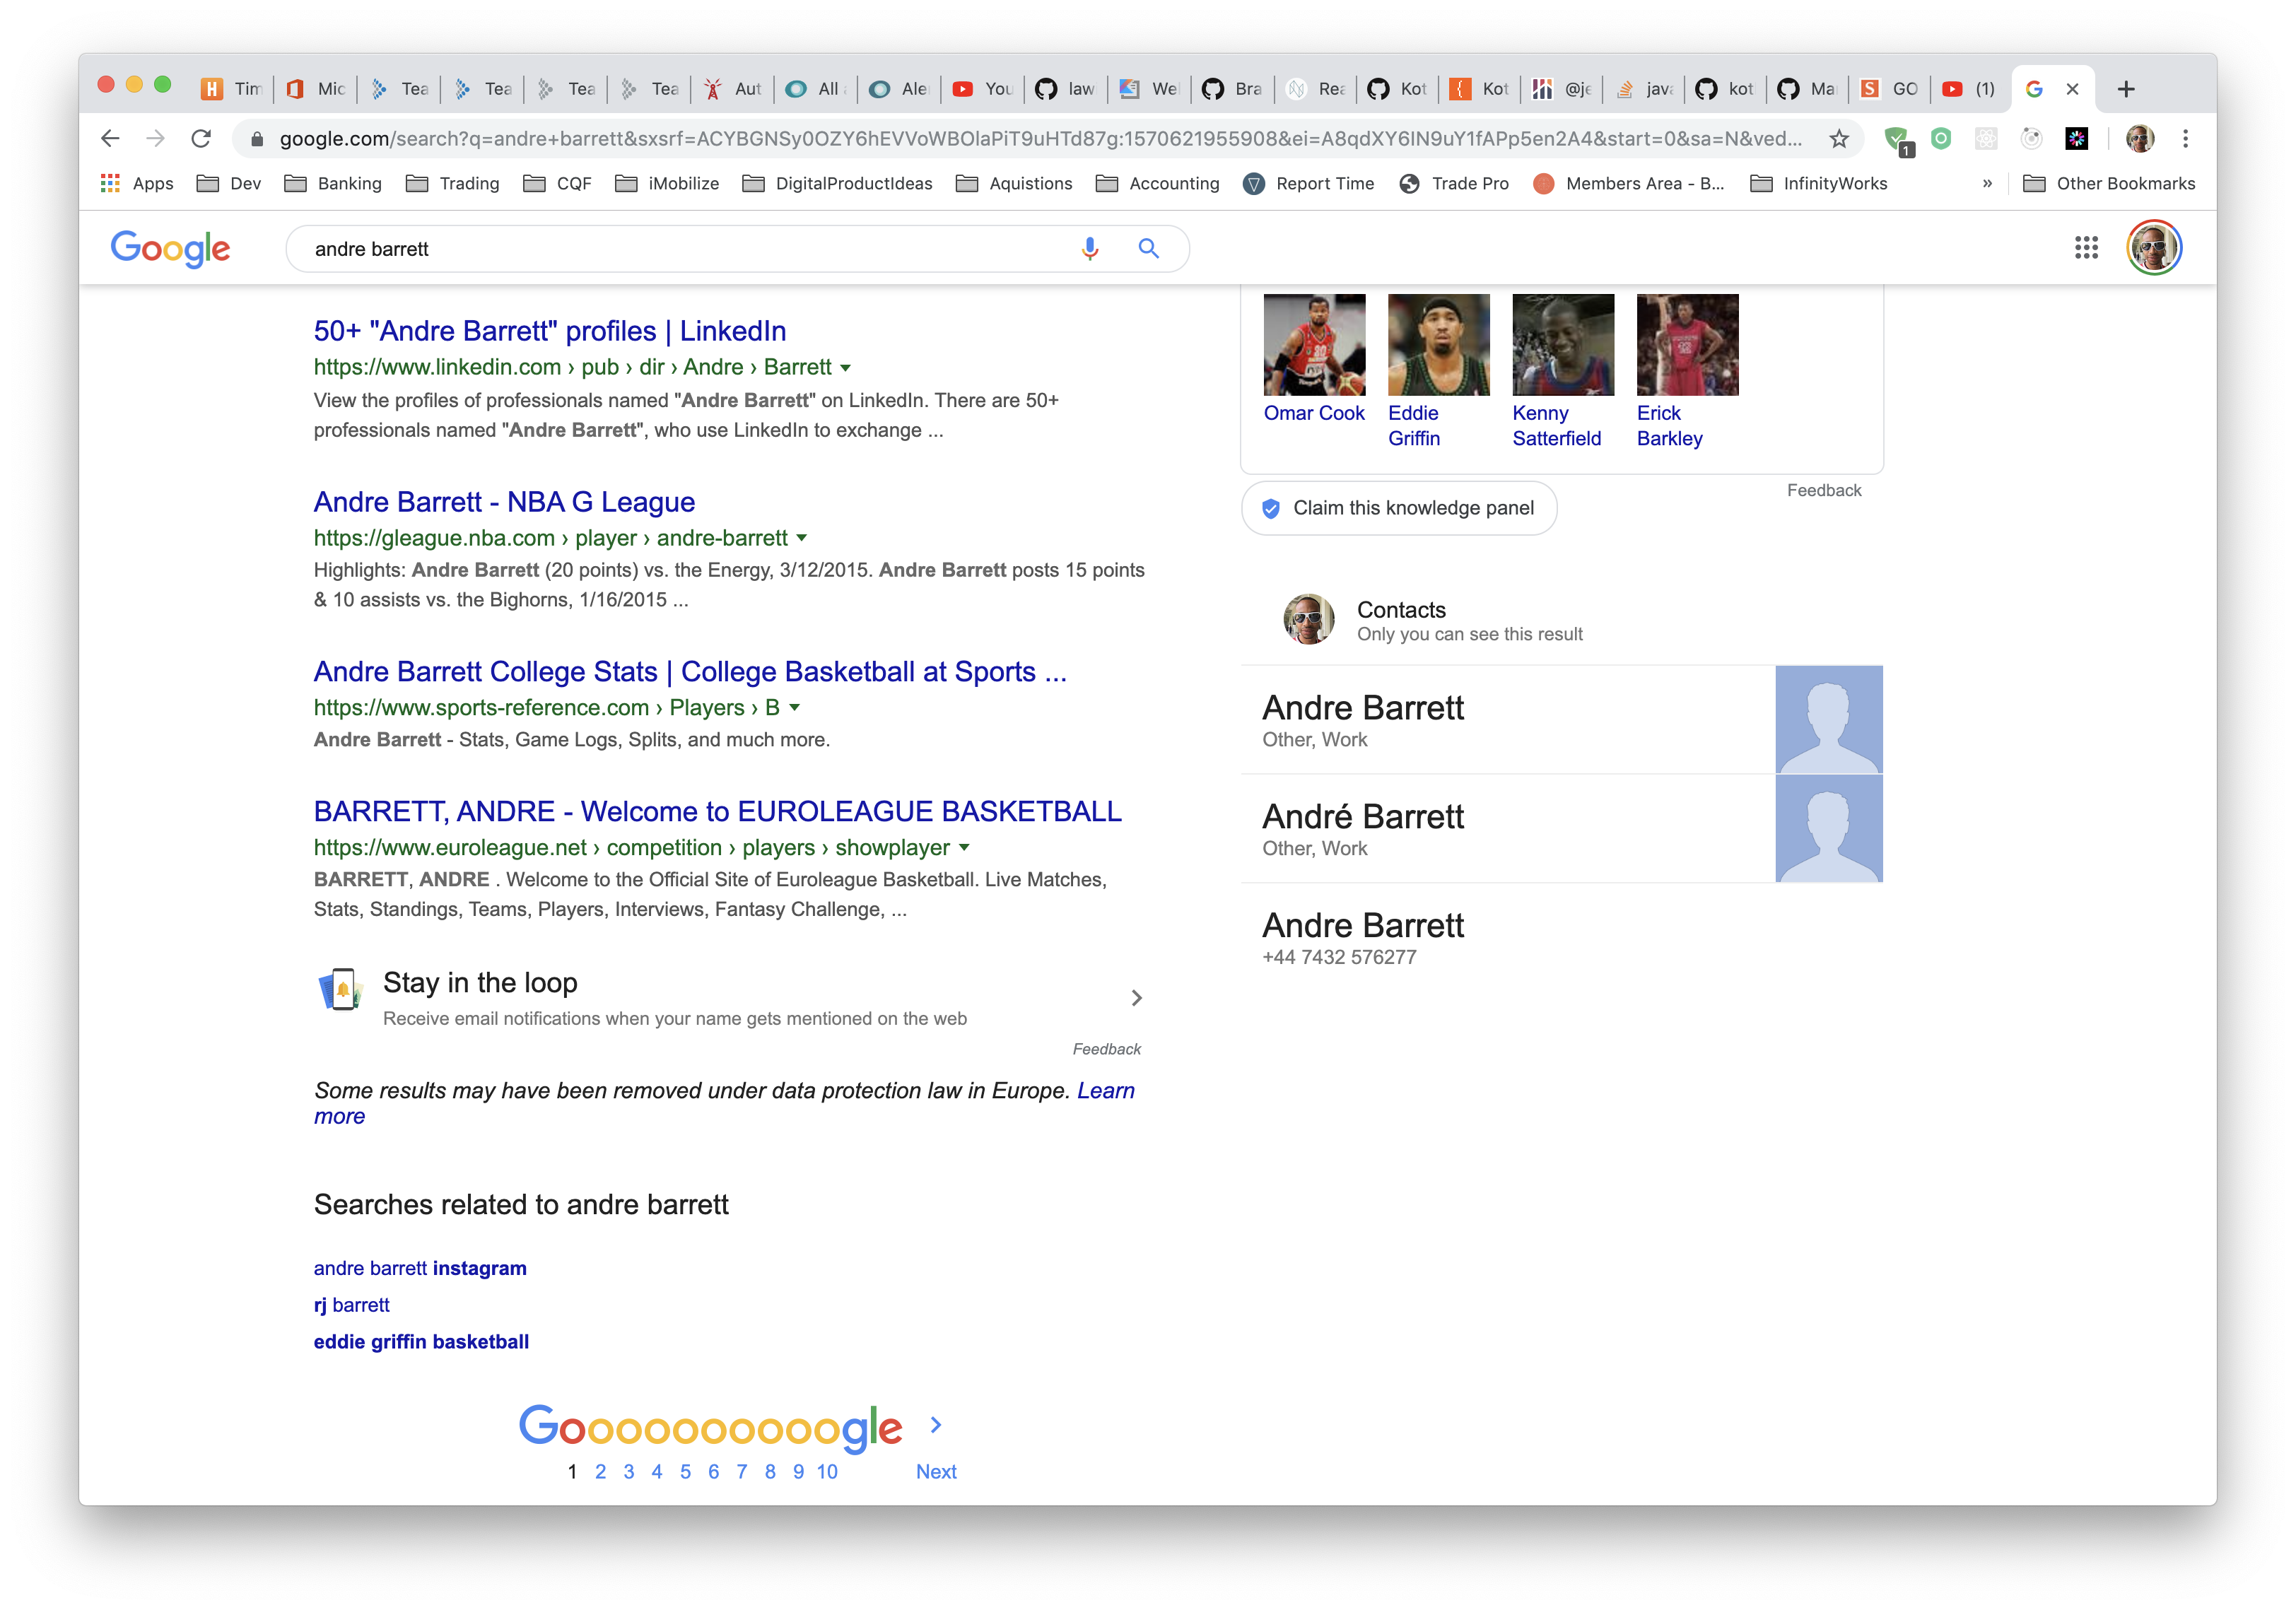 Tim
Mic
Tea
Tea
Tea
Tea
Aut
All
Ale
You
law
We
Bra
Rea
Kot
Kot
@je
java
kot
Ma
GO
(1)
google.com/search?q=andre+barrett&sxsrf=ACYBGNSy0OZY6hEVVoWBOlaPiT9uHTd87g:1570621955908&ei=A8qdXY6IN9uY1fAPp5en2A4&start=0&sa=N&ved...
1
Apps
Dev
Banking
Trading
CQF
iMobilize
DigitalProductIdeas
Aquistions
Accounting
Report Time
Trade Pro
Members Area - B...
InfinityWorks
»
Other Bookmarks
Google
andre barrett
50+ "Andre Barrett" profiles | LinkedIn
https://www.linkedin.com › pub › dir › Andre › Barrett
View the profiles of professionals named "Andre Barrett" on LinkedIn. There are 50+
professionals named "Andre Barrett", who use LinkedIn to exchange ...
Andre Barrett - NBA G League
https://gleague.nba.com › player › andre-barrett
Highlights: Andre Barrett (20 points) vs. the Energy, 3/12/2015. Andre Barrett posts 15 points
& 10 assists vs. the Bighorns, 1/16/2015 ...
Andre Barrett College Stats | College Basketball at Sports ...
https://www.sports-reference.com › Players › B
Andre Barrett - Stats, Game Logs, Splits, and much more.
BARRETT, ANDRE - Welcome to EUROLEAGUE BASKETBALL
https://www.euroleague.net › competition › players › showplayer
BARRETT, ANDRE . Welcome to the Official Site of Euroleague Basketball. Live Matches,
Stats, Standings, Teams, Players, Interviews, Fantasy Challenge, ...
Stay in the loop
Receive email notifications when your name gets mentioned on the web
Feedback
Some results may have been removed under data protection law in Europe. Learn
more
Searches related to andre barrett
andre barrett instagram
rj barrett
eddie griffin basketball
Goooooooooogle
1 2 3 4 5 6 7 8 9 10 Next
Omar Cook
Eddie
Griffin
Kenny
Satterfield
Erick
Barkley
Feedback
Claim this knowledge panel
Contacts
Only you can see this result
Andre Barrett
Other, Work
André Barrett
Other, Work
Andre Barrett
+44 7432 576277